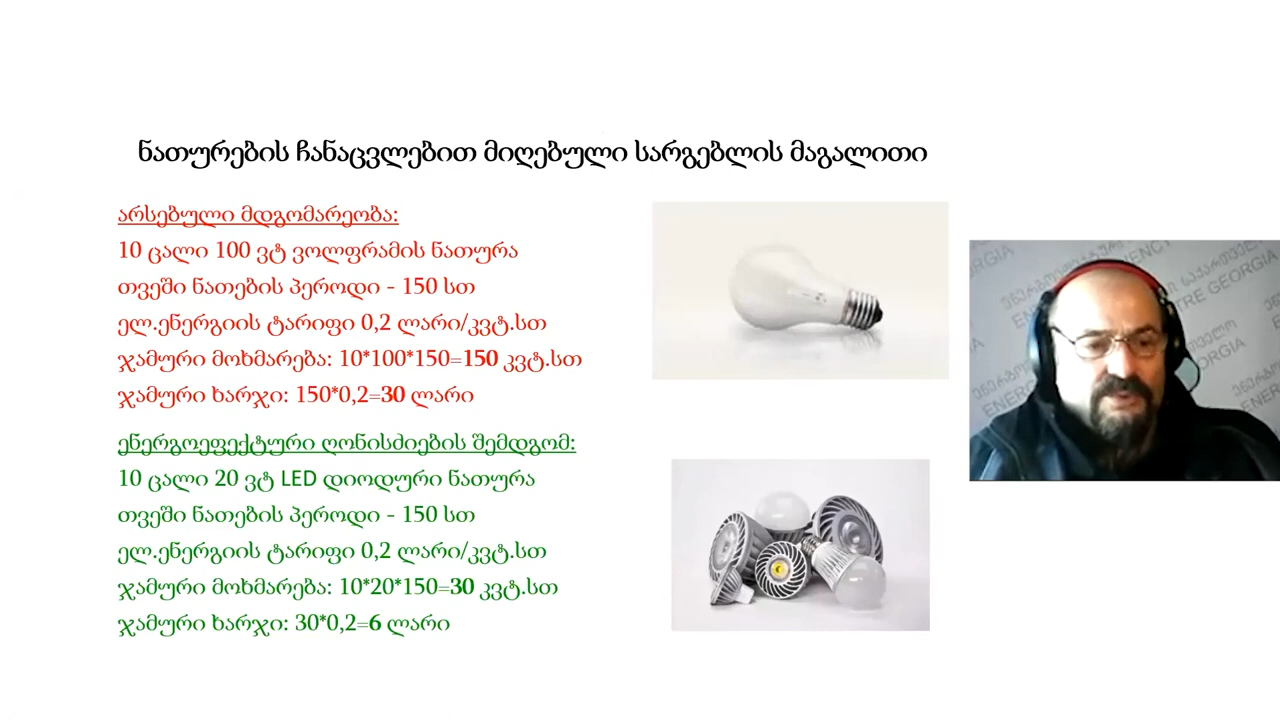 ნათურების ჩანაცვლებით მიღებული სარგებლის მაგალითი
არსებული მდგომარეობა:
10 ცალი 100 ვტ ვოლფრამის ნათურა
თვეში ნათების პეროდი - 150 სთ
ელ.ენერგიის ტარიფი 0,2 ლარი/კვტ.სთ
ჯამური მოხმარება: 10*100*150=150 კვტ.სთ
ჯამური ხარჯი: 150*0,2=30 ლარი
ენერგოეფექტური ღონისძიების შემდგომ:
10 ცალი 20 ვტ LED დიოდური ნათურა
თვეში ნათების პეროდი - 150 სთ
ელ.ენერგიის ტარიფი 0,2 ლარი/კვტ.სთ
ჯამური მოხმარება: 10*20*150=30 კვტ.სთ
ჯამური ხარჯი: 30*0,2=6 ლარი